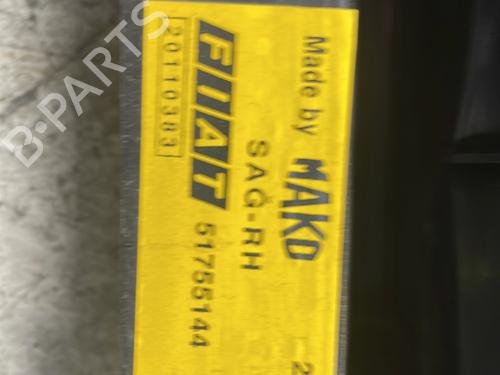 Made by MAKO
SAĞ-RH
FIAT 51755144
20110383
B-PARTS